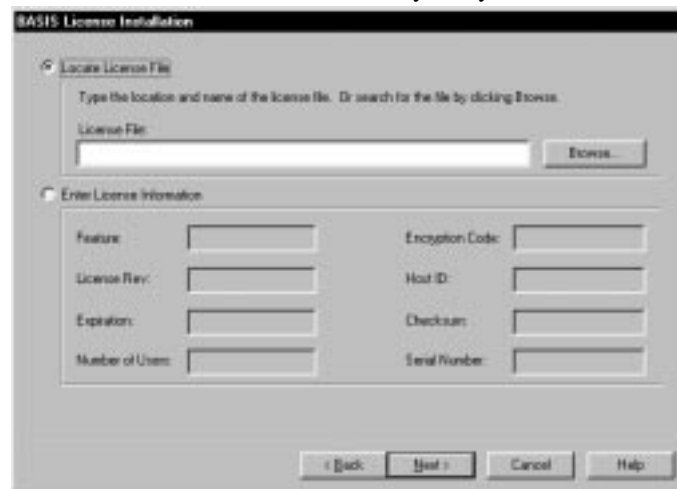 BASIS License Installation
Locate License File
Type the location and name of the license file. Or search for the file by clicking Browse.
License File:
Browse...
Enter License Information
Feature:
Encryption Code:
License Rev:
Host ID:
Expiration:
Checksum:
Number of Users:
Serial Number:
< Back
Next >
Cancel
Help